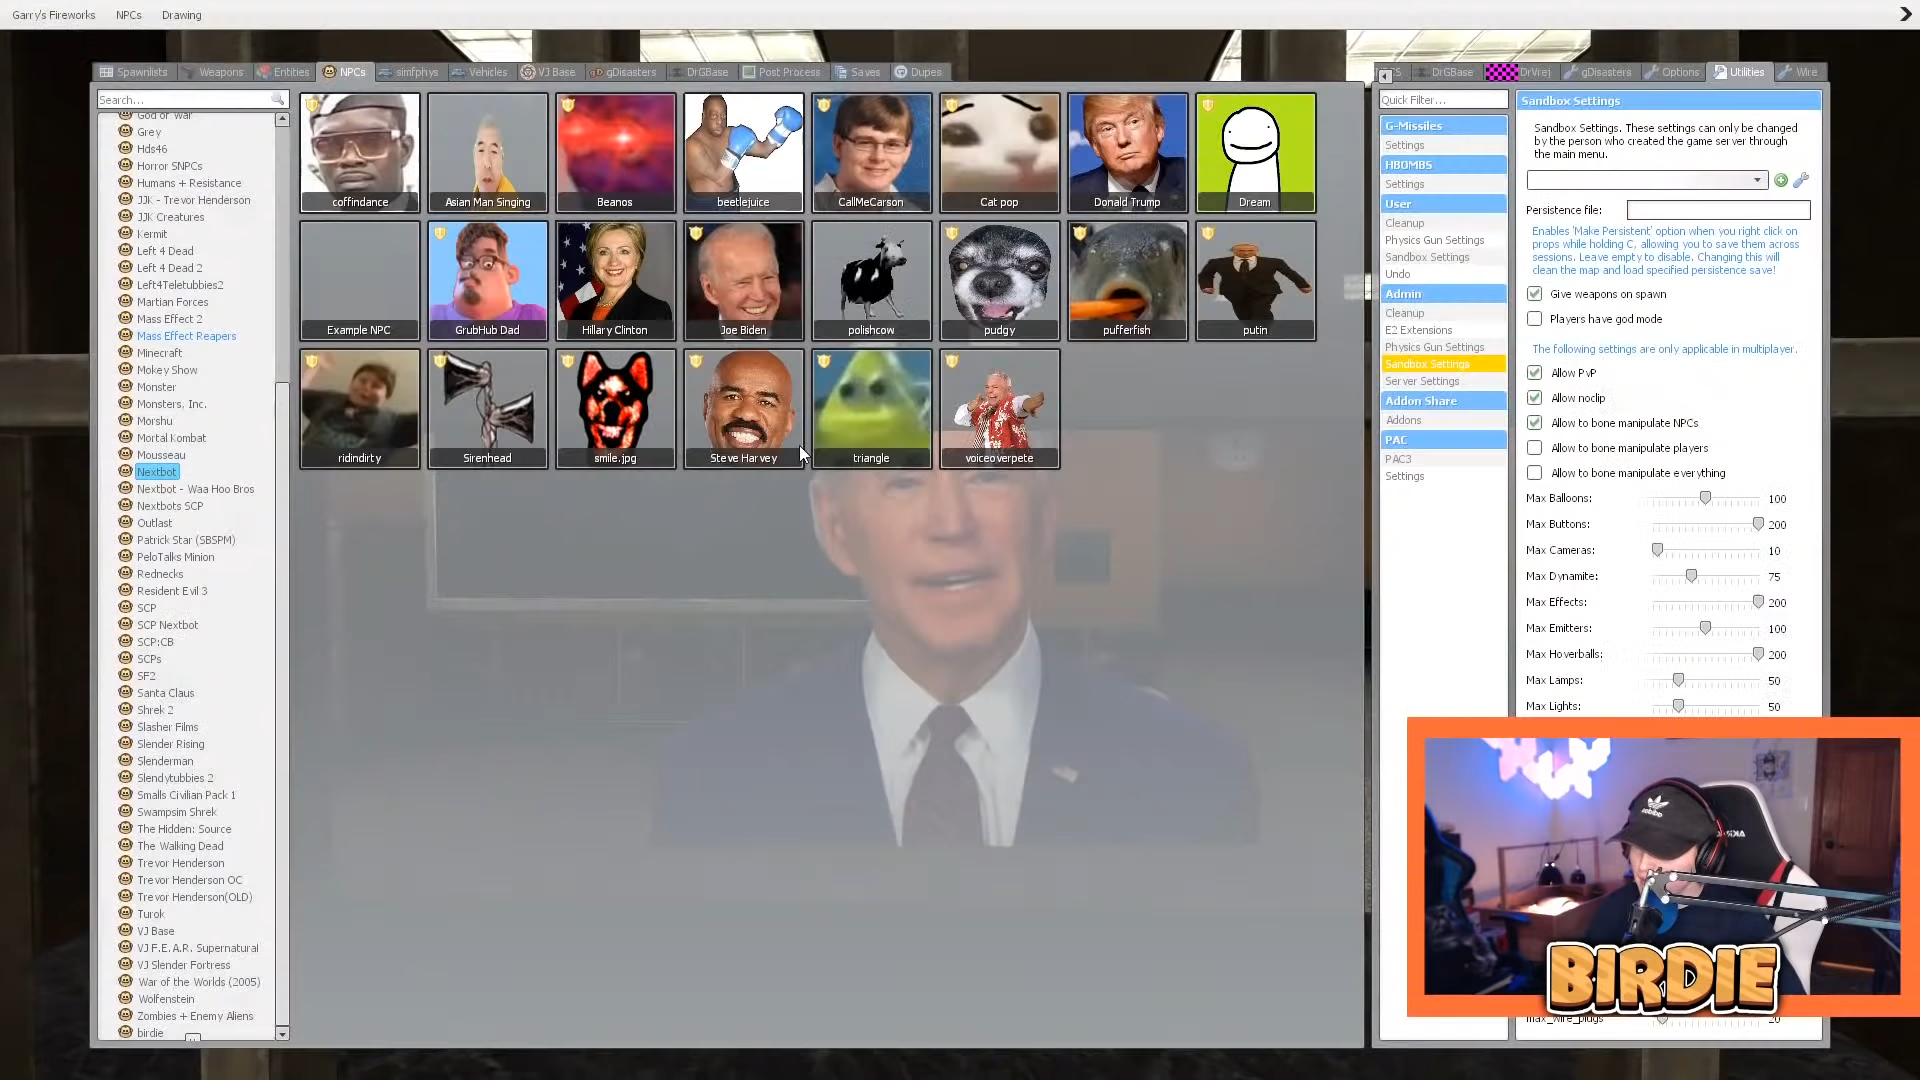 Garry's Fireworks NPCs Drawing
Spawnlists Weapons Entities NPCs simfphys Vehicles VJ Base gDisasters DrGBase Post Process Saves Dupes
Search...
God of War
Grey
Hds46
Horror SNPCs
Humans + Resistance
JJK - Trevor Henderson
JJK Creatures
Kermit
Left 4 Dead
Left 4 Dead 2
Left4Teletubbies2
Martian Forces
Mass Effect 2
Mass Effect Reapers
Minecraft
Mokey Show
Monster
Monsters, Inc.
Morshu
Mortal Kombat
Mousseau
Nextbot
Nextbot - Waa Hoo Bros
Nextbots SCP
Outlast
Patrick Star (SBSPM)
PeloTalks Minion
Rednecks
Resident Evil 3
SCP
SCP Nextbot
SCP:CB
SCPs
SF2
Santa Claus
Shrek 2
Slasher Films
Slender Rising
Slenderman
Slendytubbies 2
Smalls Civilian Pack 1
Swampsim Shrek
The Hidden: Source
The Walking Dead
Trevor Henderson
Trevor Henderson OC
Trevor Henderson(OLD)
Turok
VJ Base
VJ F.E.A.R. Supernatural
VJ Slender Fortress
War of the Worlds (2005)
Wolfenstein
Zombies + Enemy Aliens
birdie
coffindance Asian Man Singing Beanos beetlejuice CallMeCarson Cat pop Donald Trump Dream
Example NPC GrubHub Dad Hillary Clinton Joe Biden polishcow pudgy pufferfish putin
ridindirty Sirenhead smile.jpg Steve Harvey triangle voiceoverpete
DrGBase DrVrej gDisasters Options Utilities Wire
Quick Filter...
G-Missiles
Settings
HBOMBS
Settings
User
Cleanup
Physics Gun Settings
Sandbox Settings
Undo
Admin
Cleanup
E2 Extensions
Physics Gun Settings
Sandbox Settings
Server Settings
Addon Share
Addons
PAC
PAC3
Settings
Sandbox Settings
Sandbox Settings. These settings can only be changed
by the person who created the game server through
the main menu.
Persistence file:
Enables 'Make Persistent' option when you right click on
props while holding C, allowing you to save them across
sessions. Leave empty to disable. Changing this will
clean the map and load specified persistence save!
Give weapons on spawn
Players have god mode
The following settings are only applicable in multiplayer.
Allow PvP
Allow noclip
Allow to bone manipulate NPCs
Allow to bone manipulate players
Allow to bone manipulate everything
Max Balloons: 100
Max Buttons: 200
Max Cameras: 10
Max Dynamite: 75
Max Effects: 200
Max Emitters: 100
Max Hoverballs: 200
Max Lamps: 50
Max Lights: 50
adidas
BIRDIE
max_wire_plugs 20